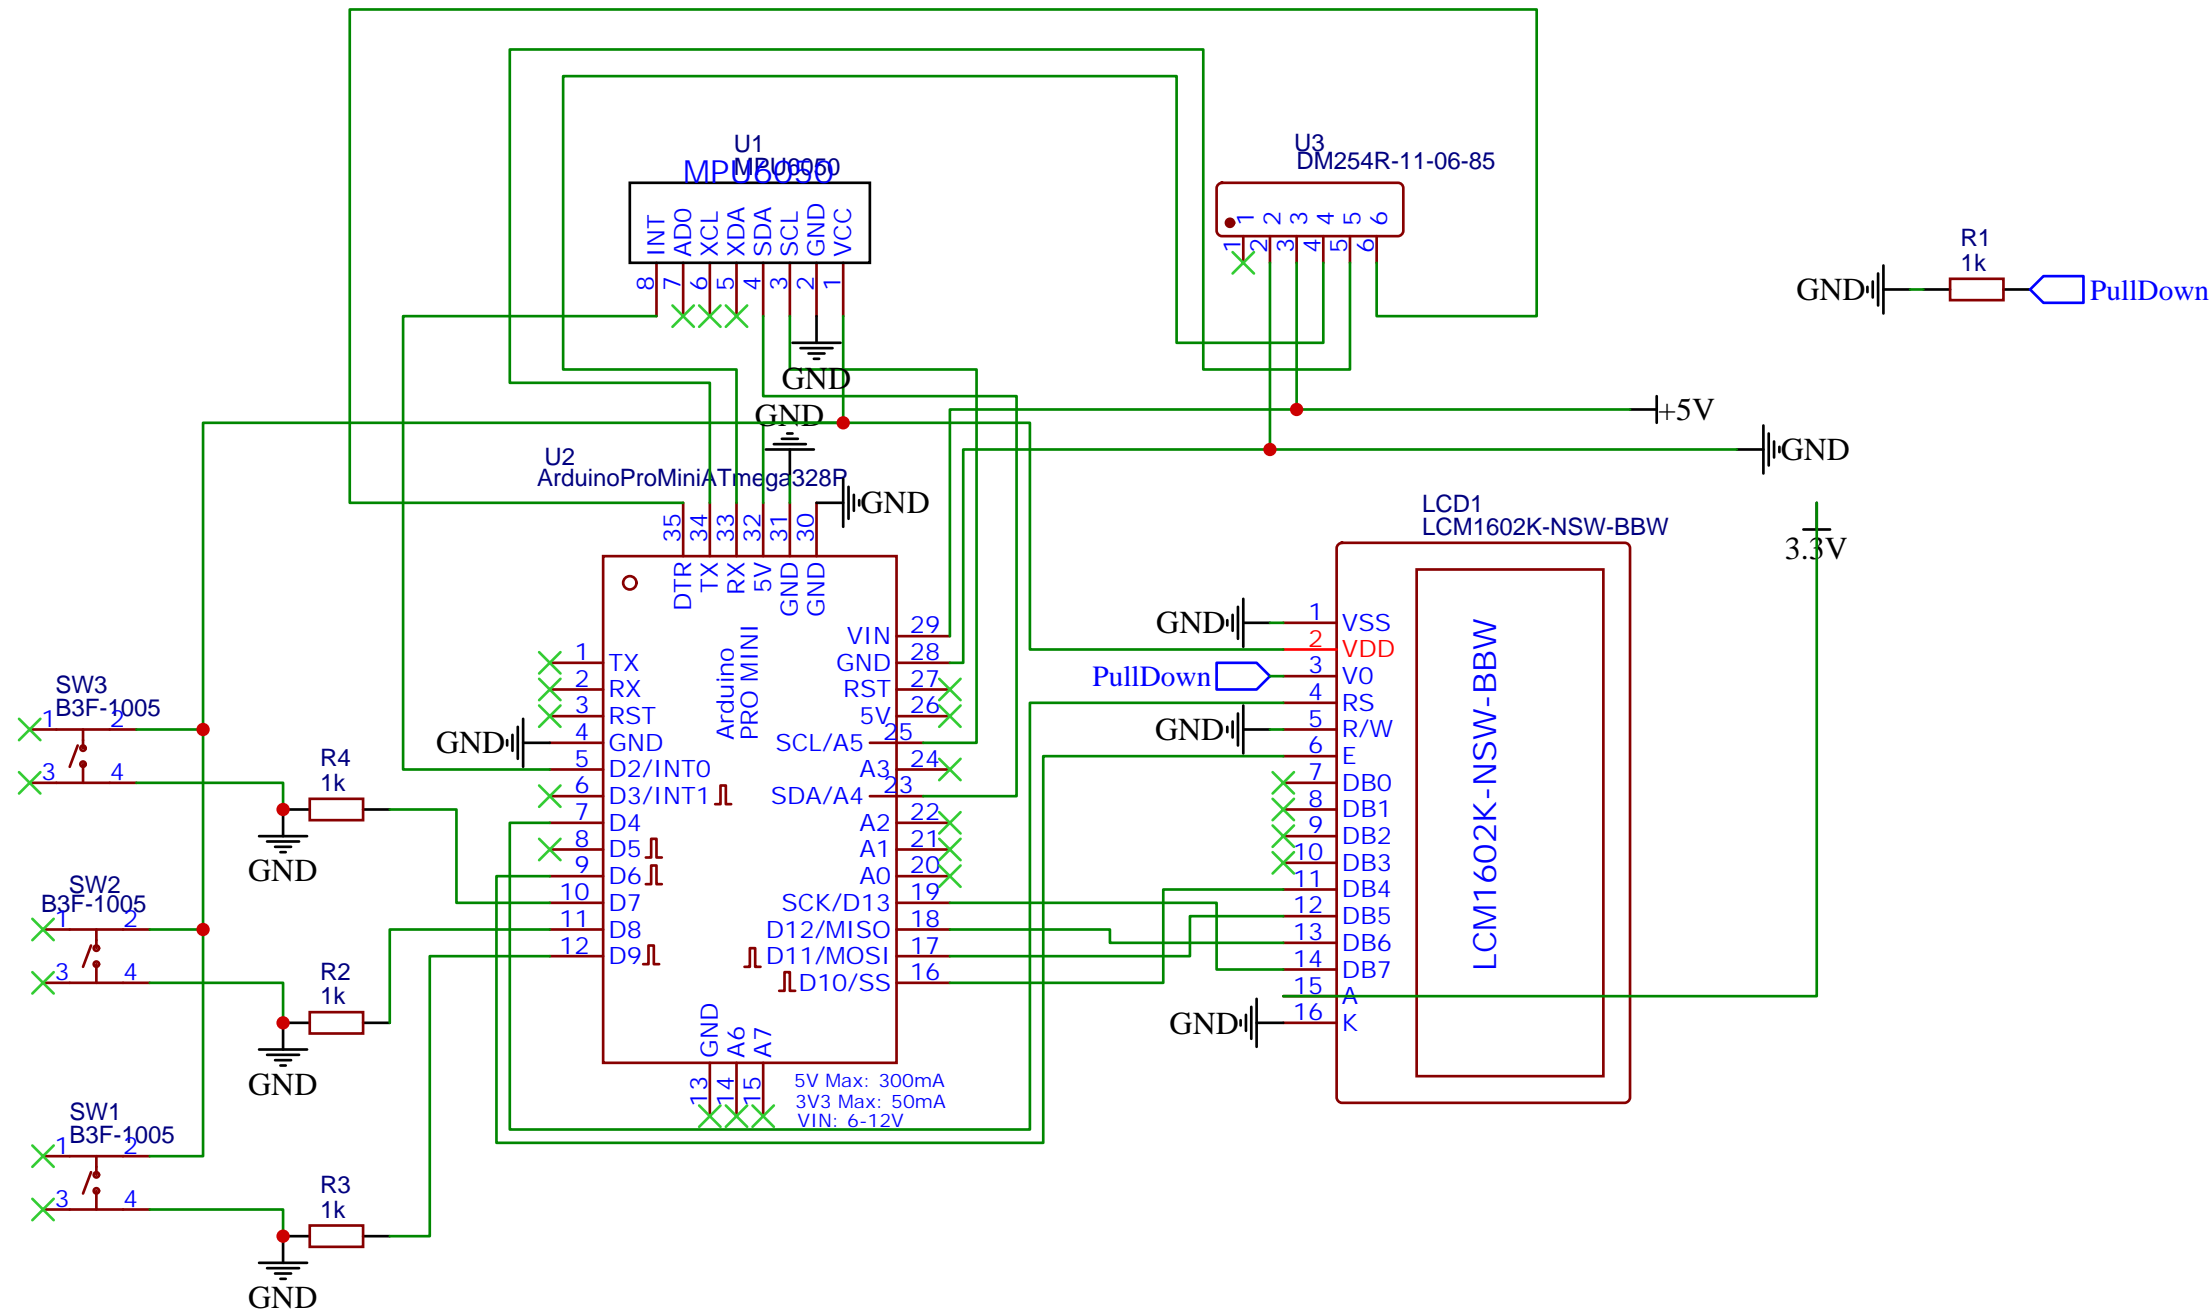 U1
MPU6050
MPU6050
INT
AD0
XCL
XDA
SDA
SCL
GND
VCC
8
7
6
5
4
3
2
1
GND
U3
DM254R-11-06-85
1
2
3
4
5
6
1
2
3
4
5
6
R1
1k
GND
PullDown
+5V
GND
GND
3.3V
U2
ArduinoProMiniATmega328P
GND
35
34
33
32
31
30
DTR
TX
RX
5V
GND
GND
Arduino
PRO MINI
1 TX
2 RX
3 RST
GND 4 GND
5 D2/INT0
6 D3/INT1
7 D4
8 D5
9 D6
10 D7
11 D8
12 D9
VIN 29
GND 28
RST 27
5V 26
SCL/A5 25
A3 24
SDA/A4 23
A2 22
A1 21
A0 20
SCK/D13 19
D12/MISO 18
D11/MOSI 17
D10/SS 16
GND
A6
A7
13
14
15
5V Max: 300mA
3V3 Max: 50mA
VIN: 6-12V
LCD1
LCM1602K-NSW-BBW
LCM1602K-NSW-BBW
GND 1 VSS
2 VDD
PullDown 3 V0
4 RS
GND 5 R/W
6 E
7 DB0
8 DB1
9 DB2
10 DB3
11 DB4
12 DB5
13 DB6
14 DB7
15 A
GND 16 K
SW3
B3F-1005
1 2
3 4
R4
1k
GND
SW2
B3F-1005
1 2
3 4
R2
1k
GND
SW1
B3F-1005
1 2
3 4
R3
1k
GND